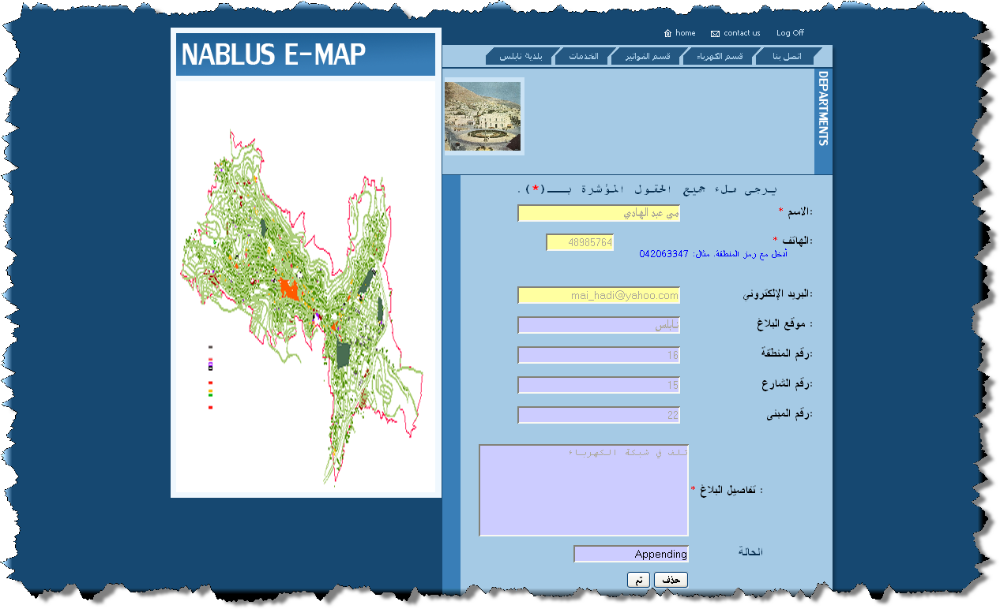 NABLUS E-MAP
home contact us Log Off
اتصل بنا قسم الكهرباء قسم الفواتير الخدمات بلدية نابلس
DEPARTMENTS
يرجى ملء جميع الحقول المؤشرة بــ(*).
الاسم: *
مي عبد الهادي
الهاتف: *
48985764
أدخل مع رمز المنطقة. مثال: 042063347
البريد الإلكتروني:
mai_hadi@yahoo.com
موقع البلاغ :
نابلس
رقم المنطقة:
16
رقم الشارع:
15
رقم المبنى:
22
تفاصيل البلاغ : *
تلف في شبكة الكهرباء
الحالة
Appending
حذف تم